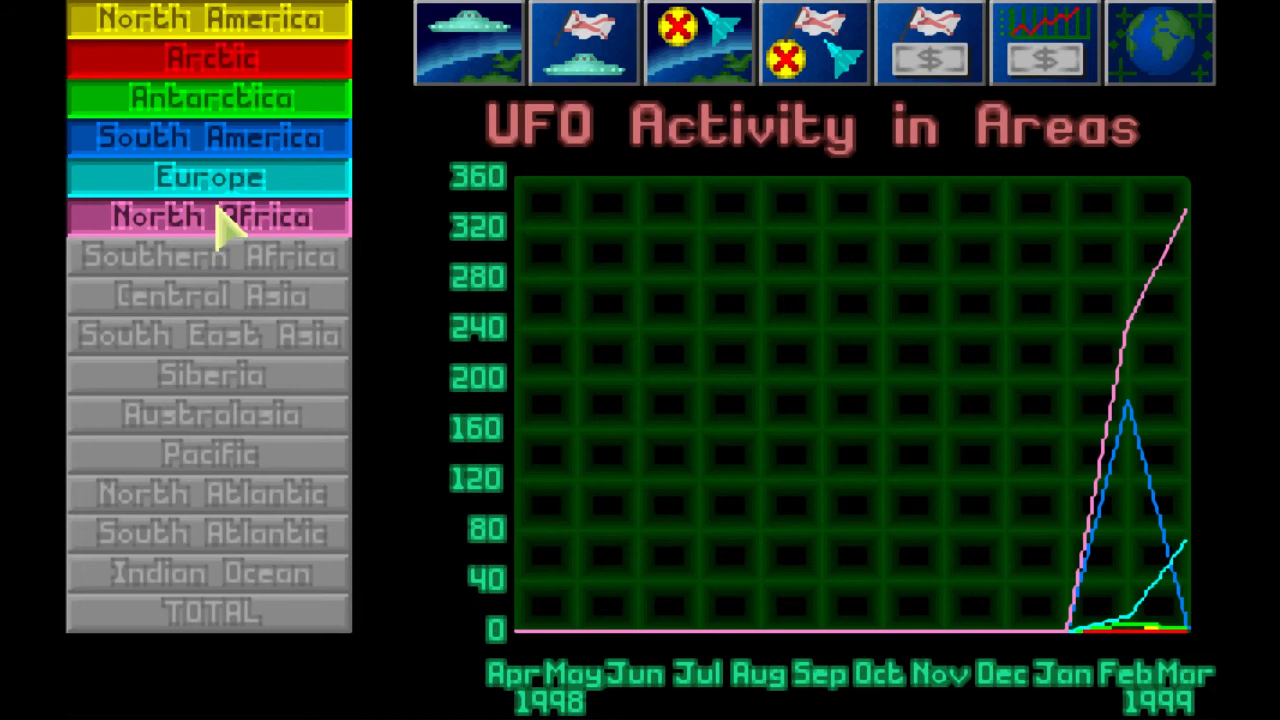 North America
Arctic
Antarctica
South America
Europe
North Africa
Southern Africa
Central Asia
South East Asia
Siberia
Australasia
Pacific
North Atlantic
South Atlantic
Indian Ocean
TOTAL
$ $
UFO Activity in Areas
360
320
280
240
200
160
120
80
40
0
Apr May Jun Jul Aug Sep Oct Nov Dec Jan Feb Mar
1998 1999